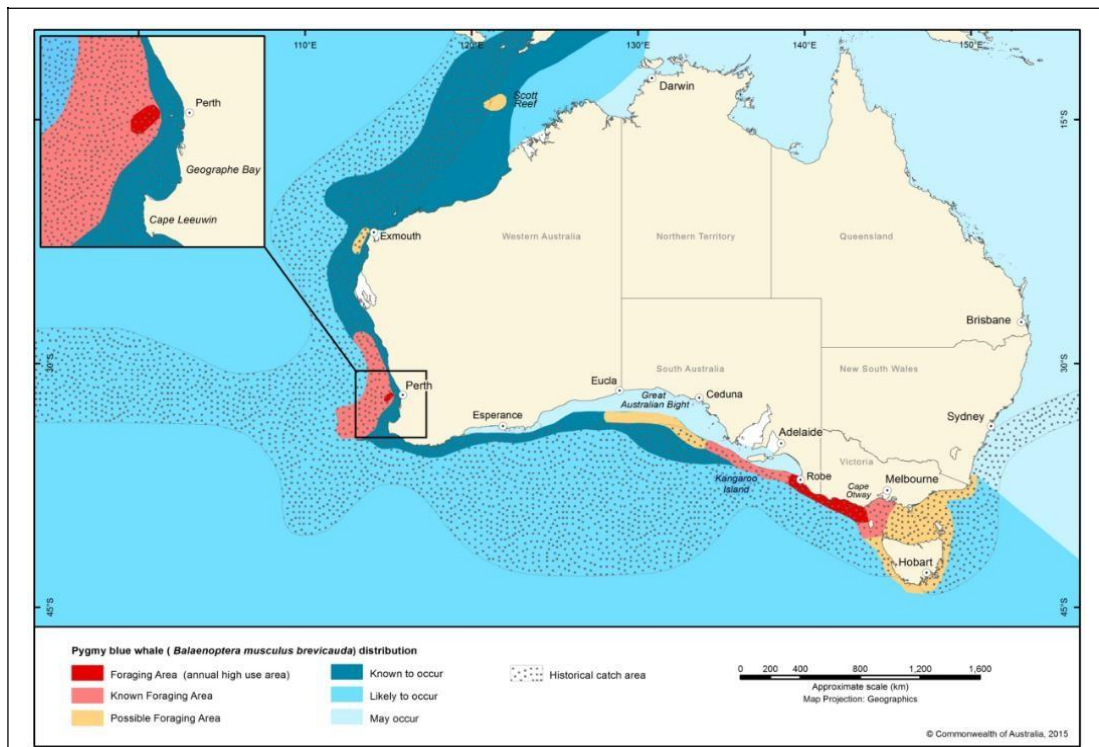 110°E
120°E
130°E
140°E
150°E
Perth
Geographe Bay
Cape Leeuwin
Scott
Reef
Darwin
15°S
15°S
Exmouth
Western Australia
Northern Territory
Queensland
Brisbane
30°S
30°S
Perth
Esperance
Eucla
South Australia
Great
Australian Bight
Ceduna
New South Wales
Sydney
Adelaide
Kangaroo
Island
Robe
Victoria
Cape
Otway
Melbourne
Hobart
45°S
45°S
Pygmy blue whale ( Balaenoptera musculus brevicauda) distribution
Foraging Area (annual high use area)
Known Foraging Area
Possible Foraging Area
Known to occur
Likely to occur
May occur
Historical catch area
0 200 400 800 1,200 1,600
Approximate scale (km)
Map Projection: Geographics
© Commonwealth of Australia, 2015